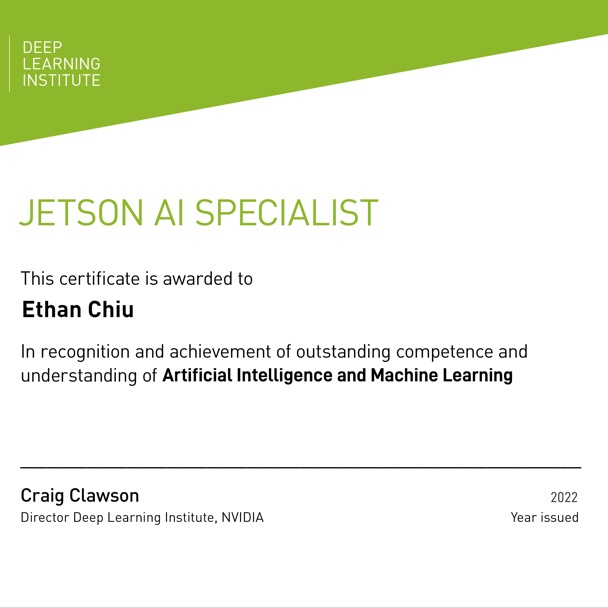 DEEP
LEARNING
INSTITUTE
JETSON AI SPECIALIST
This certificate is awarded to
Ethan Chiu
In recognition and achievement of outstanding competence and
understanding of Artificial Intelligence and Machine Learning
Craig Clawson
2022
Director Deep Learning Institute, NVIDIA
Year issued